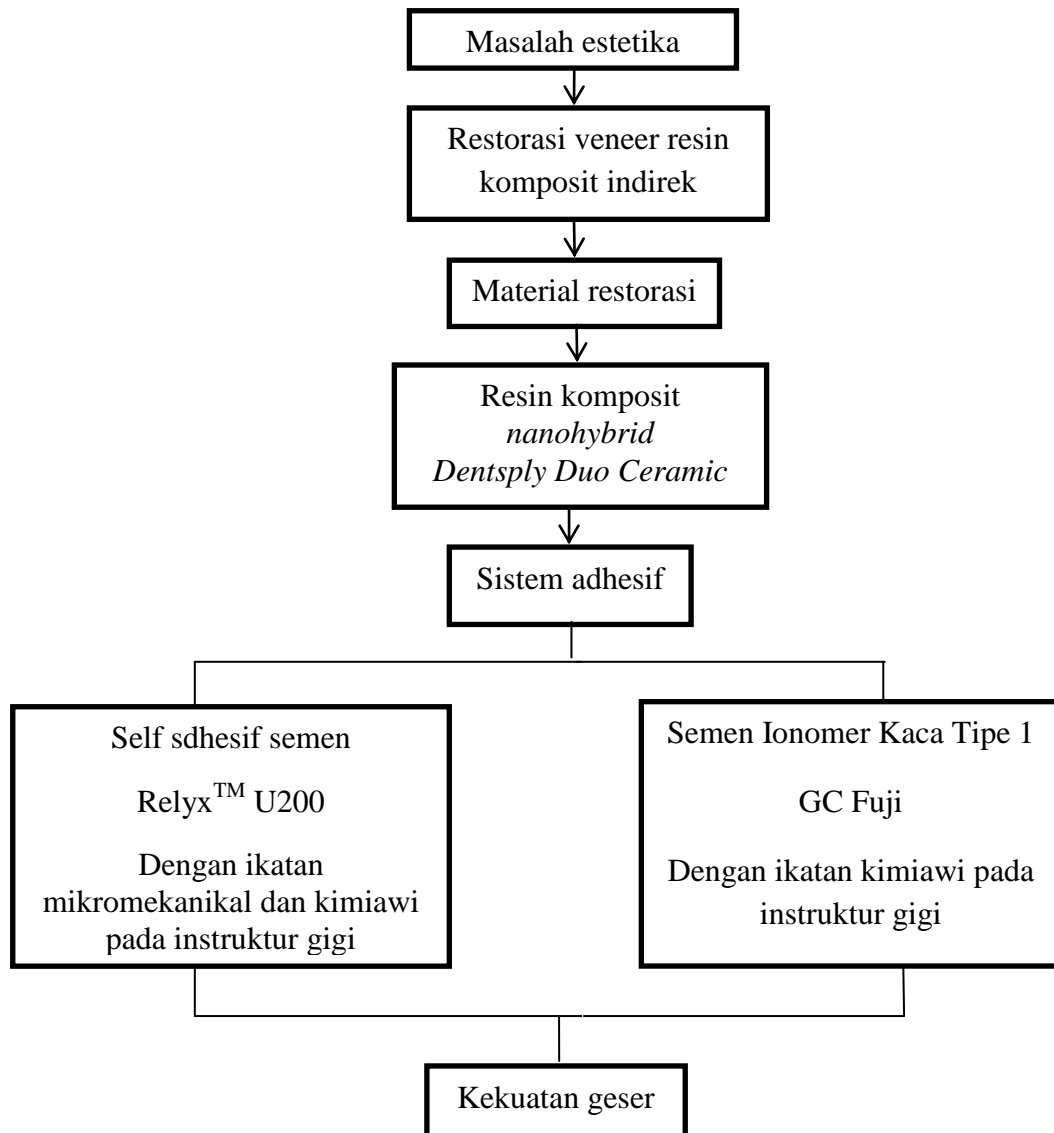 Masalah estetika
Restorasi veneer resin
komposit indirek
Material restorasi
Resin komposit
nanohybrid
Dentsply Duo Ceramic
Sistem adhesif
Self sdhesif semen
Relyx™ U200
Dengan ikatan
mikromekanikal dan kimiawi
pada instruktur gigi
Semen Ionomer Kaca Tipe 1
GC Fuji
Dengan ikatan kimiawi pada
instruktur gigi
Kekuatan geser